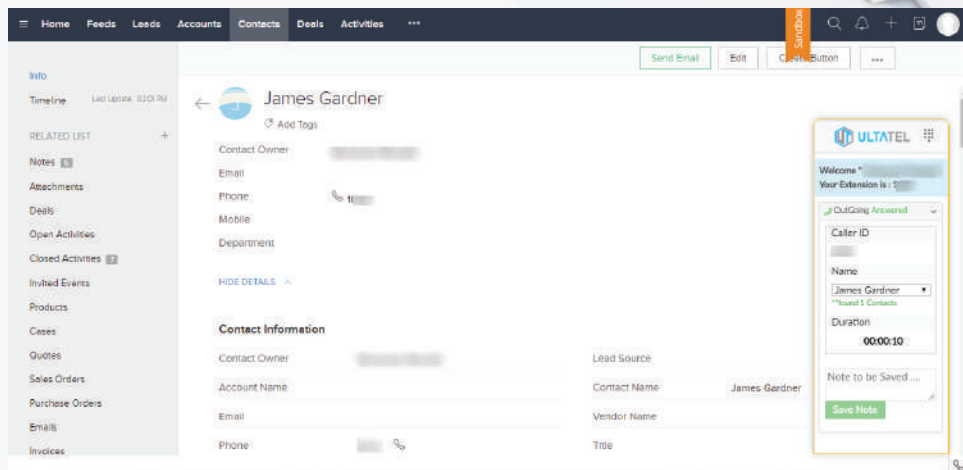 Home Feeds Leads Accounts Contacts Deals Activities ...
Sandbox
Send Email Edit Button ...
Info
Timeline
RELATED LIST +
Notes
Attachments
Deals
Open Activities
Closed Activities 7
Invited Events
Products
Cases
Quotes
Sales Orders
Purchase Orders
Emails
Invoices
James Gardner
Add Tags
Contact Owner
Email
Phone
Mobile
Department
HIDE DETAILS
Contact Information
Contact Owner
Lead Source
Account Name
Contact Name James Gardner
Email
Vendor Name
Phone
Title
ULTATEL
Welcome "
Your Extension is :
OutGoing Answered
Caller ID
Name
James Gardner
**found 1 Contacts
Duration
00:00:10
Note to be Saved ....
Save Note